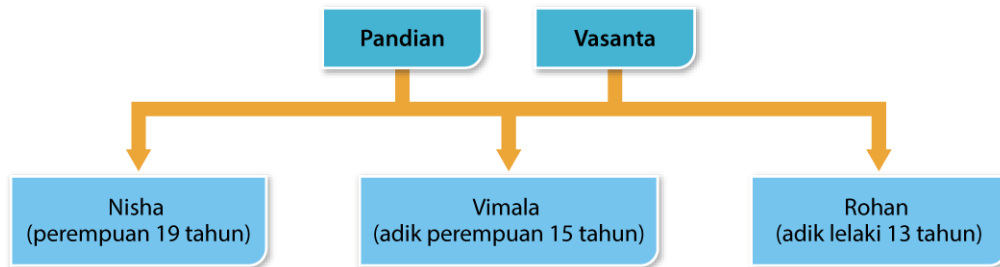 Pandian
Vasanta
Nisha
(perempuan 19 tahun)
Vimala
(adik perempuan 15 tahun)
Rohan
(adik lelaki 13 tahun)